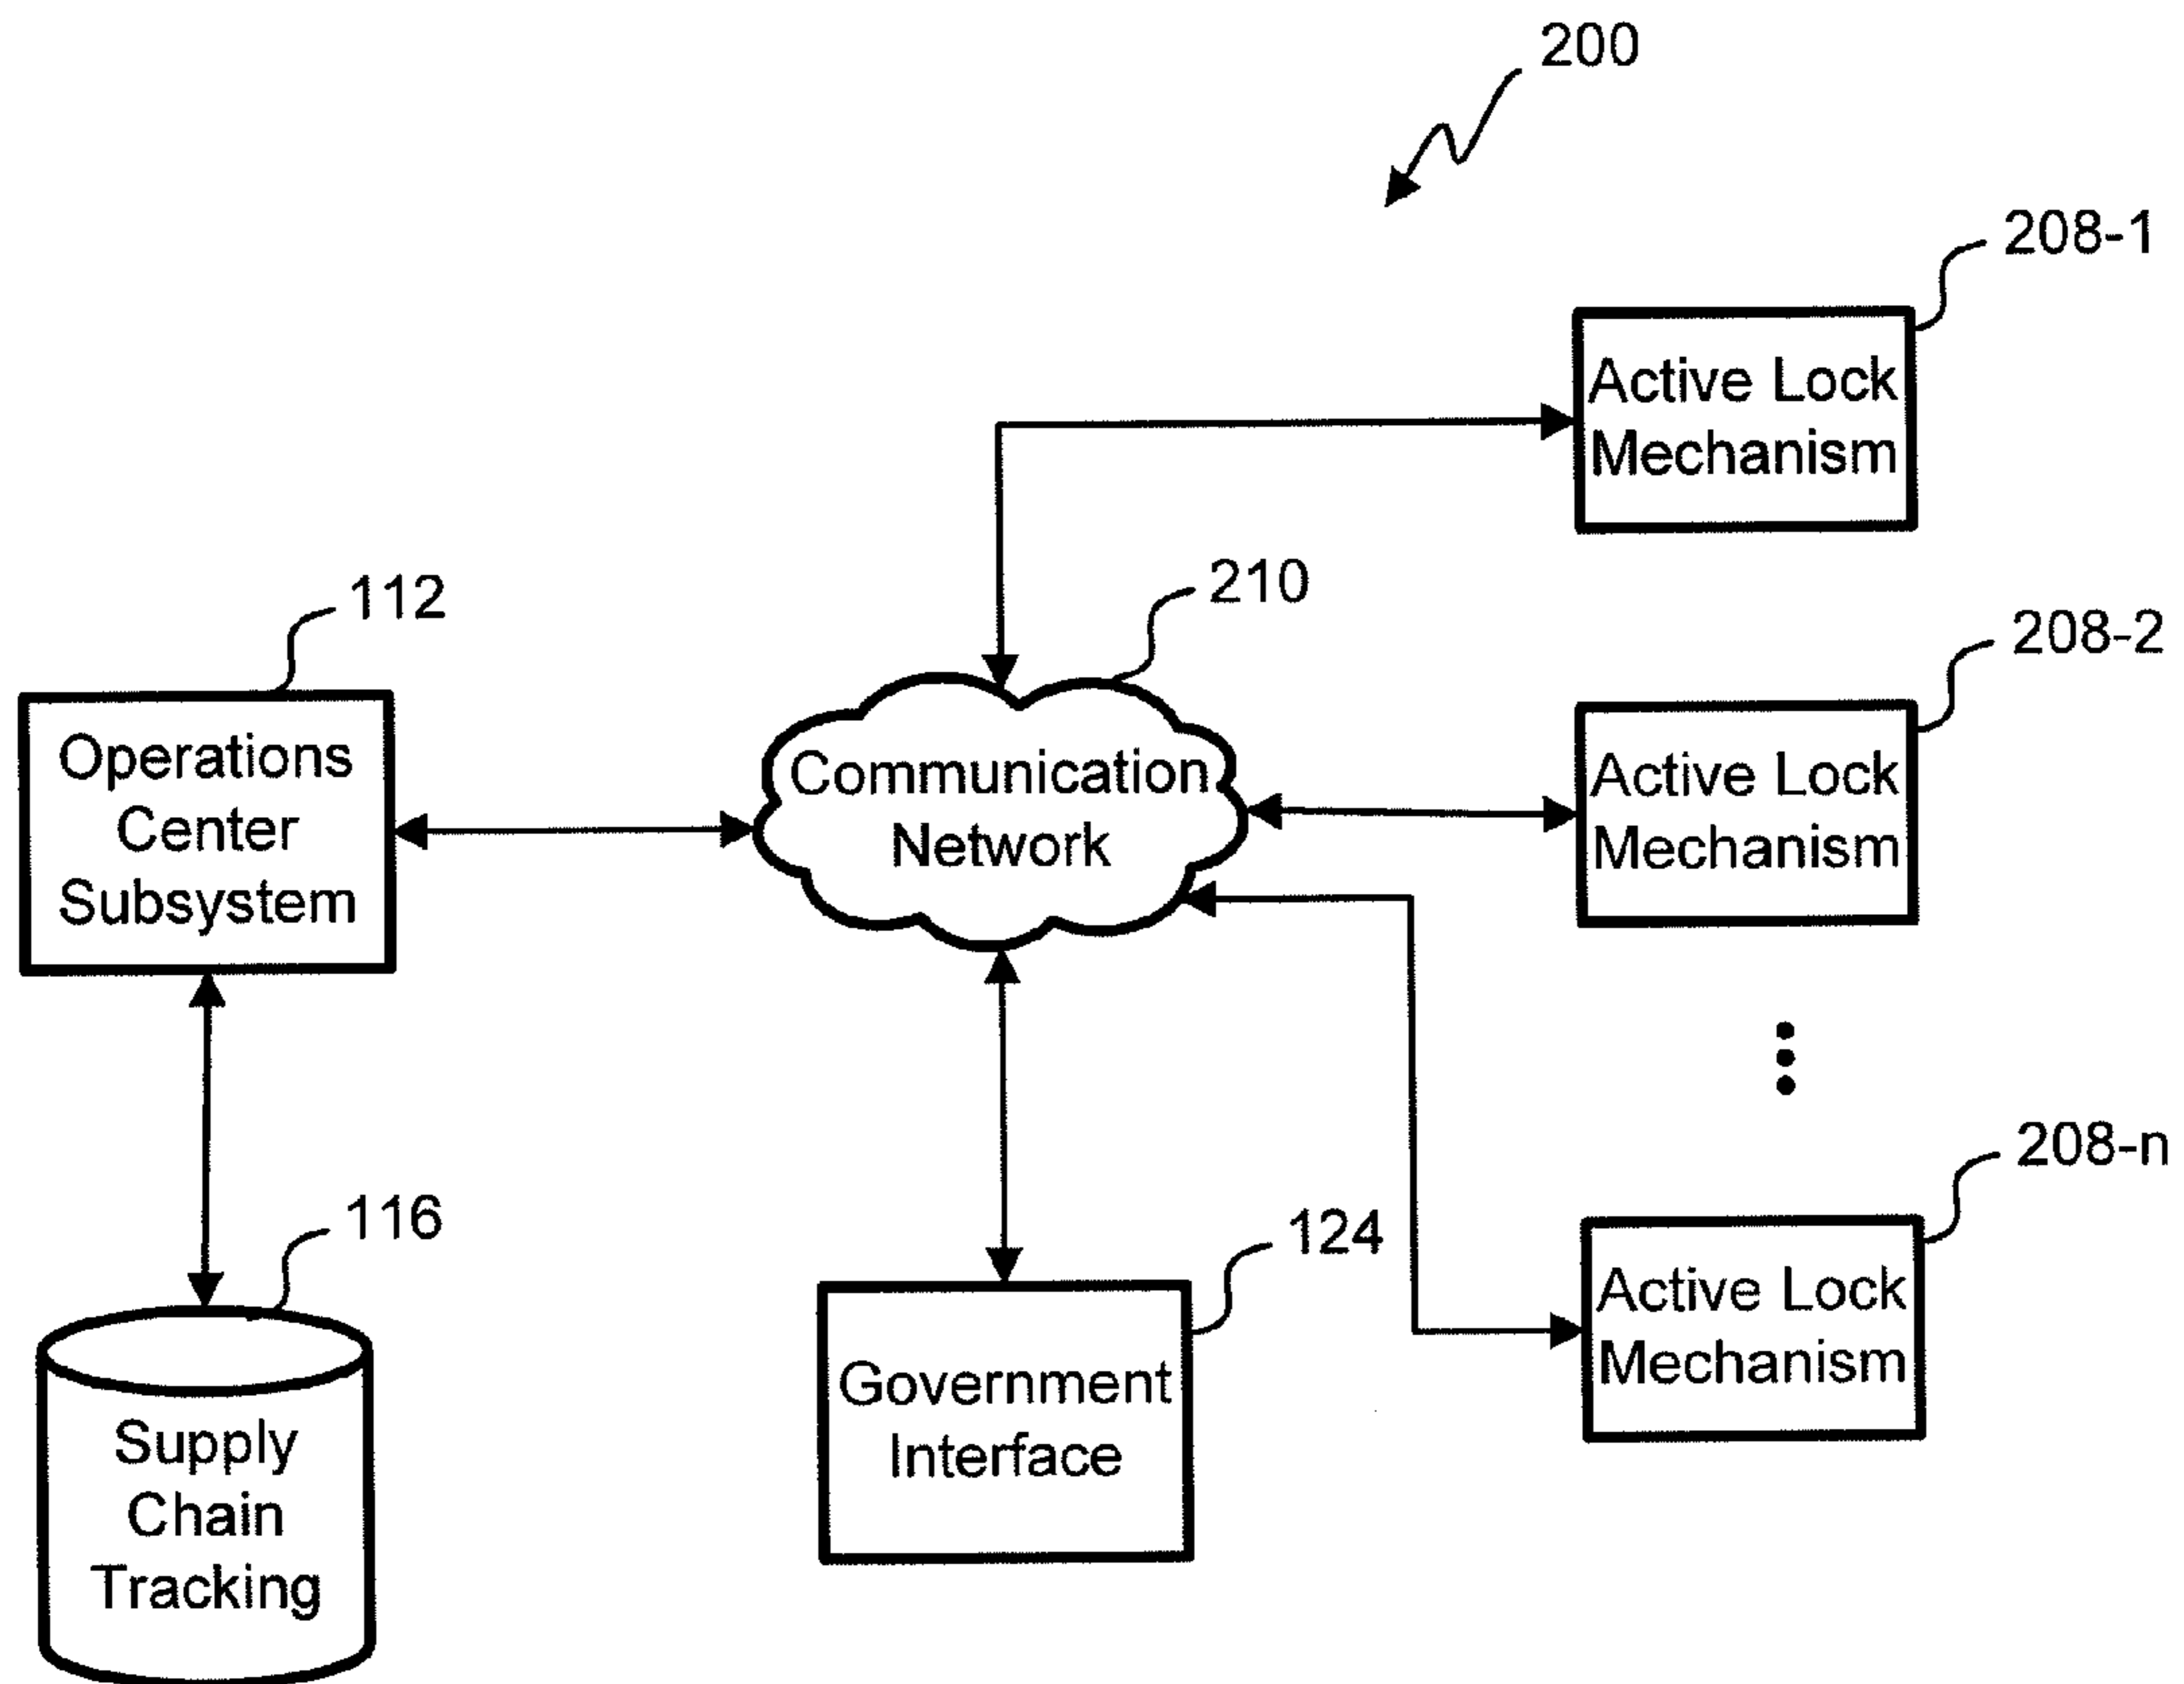 200
208-1
Active Lock
Mechanism
210
112
208-2
Operations
Center
Subsystem
Communication
Network
Active Lock
Mechanism
208-n
116
124
Active Lock
Mechanism
Government
Interface
Supply
Chain
Tracking